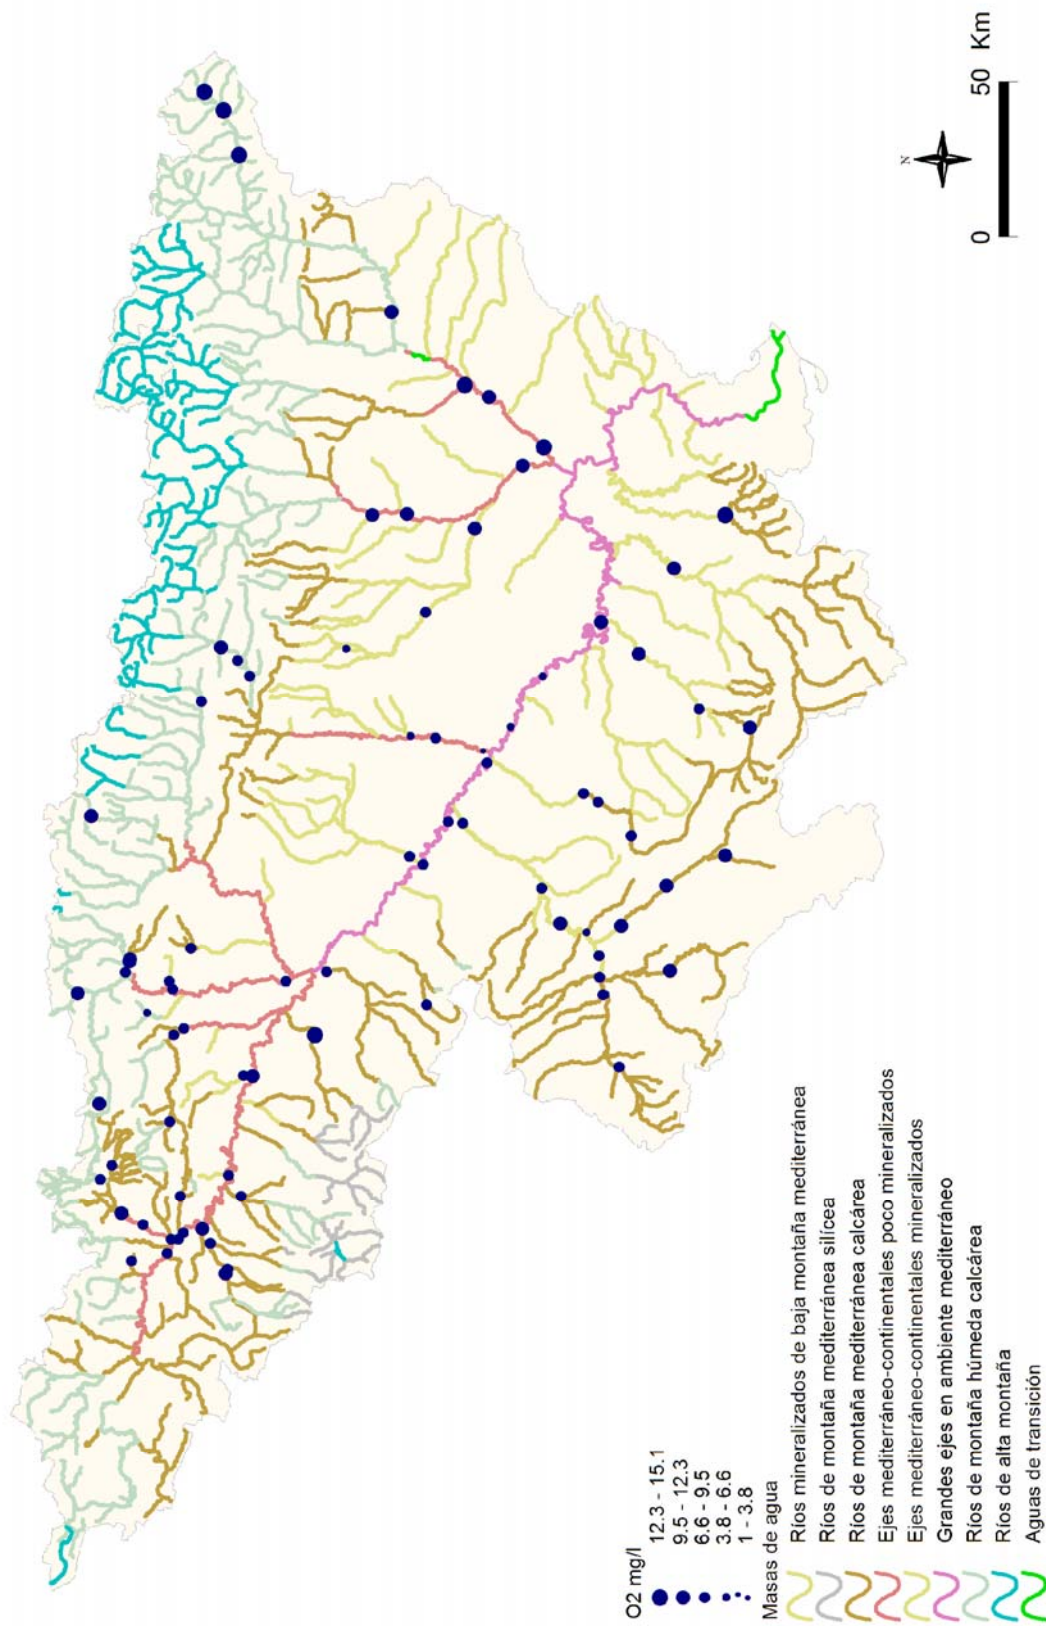 O2 mg/l
12.3 - 15.1
9.5 - 12.3
6.6 - 9.5
3.8 - 6.6
1 - 3.8
Masas de agua
Ríos mineralizados de baja montaña mediterránea
Ríos de montaña mediterránea silícea
Ríos de montaña mediterránea calcárea
Ejes mediterráneo-continentales poco mineralizados
Ejes mediterráneo-continentales mineralizados
Grandes ejes en ambiente mediterráneo
Ríos de montaña húmeda calcárea
Ríos de alta montaña
Aguas de transición
N
0 50 Km